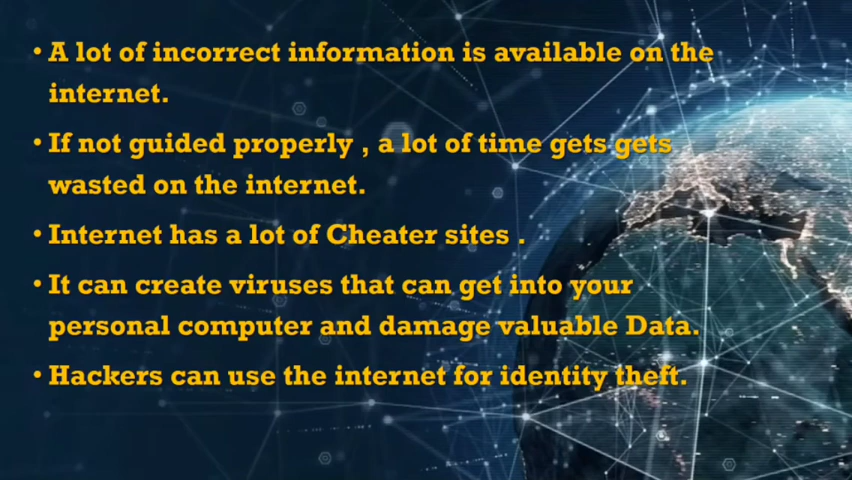 • A lot of incorrect information is available on the
internet.
• If not guided properly , a lot of time gets gets
wasted on the internet.
• Internet has a lot of Cheater sites .
• It can create viruses that can get into your
personal computer and damage valuable Data.
• Hackers can use the internet for identity theft.